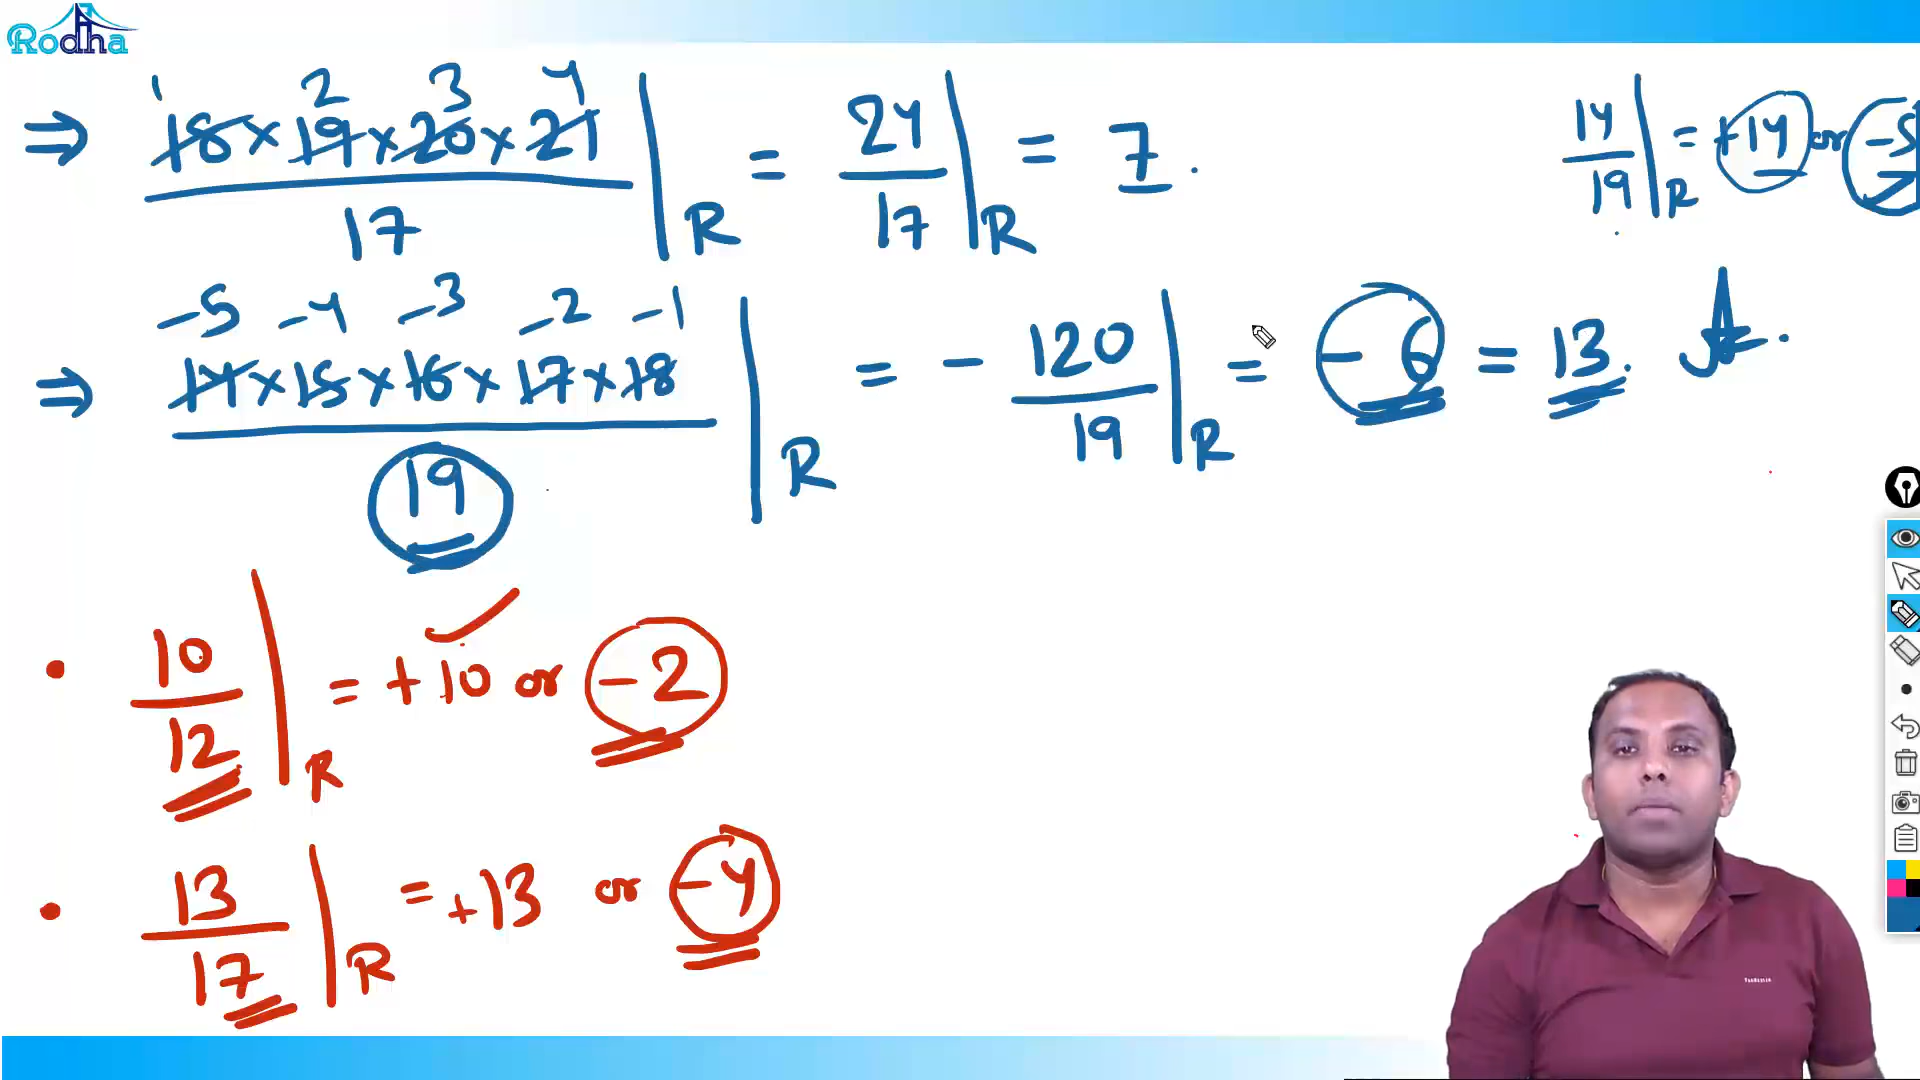 Rodha
1 2 3 4
⇒ 18 × 19 × 20 × 21 / 17 |R = 24 / 17 |R = 7.
14 / 19 |R = +14 or -5
-5 -4 -3 -2 -1
⇒ 14 × 15 × 16 × 17 × 18 / 19 |R = - 120 / 19 |R = -6 = 13.
• 10 / 12 |R = +10 or -2
• 13 / 17 |R = +13 or -4